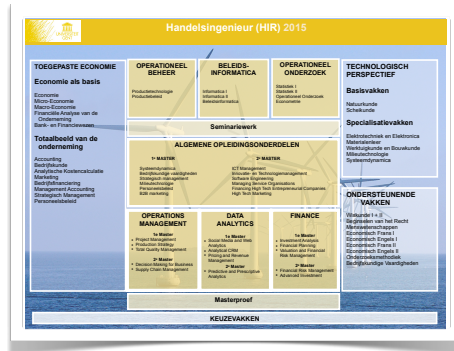 Handelsingenieur (HIR) 2015
TOEGEPASTE ECONOMIE
Economie als basis
Economie
Micro-Economie
Macro-Economie
Financiële Analyse van de
Onderneming
Bank- en Financiewezen
Totaalbeeld van de
onderneming
Accounting
Bedrijfskunde
Analytische Kostencalculatie
Marketing
Bedrijfsfinanciering
Management Accounting
Strategisch Management
Personeelsbeleid
OPERATIONEEL
BEHEER
Productietechnologie
Productiebeleid
BELEIDS-
INFORMATICA
Informatica I
Informatica II
Beleidsinformatica
OPERATIONEEL
ONDERZOEK
Statistiek I
Statistiek II
Operationeel Onderzoek
Econometrie
Seminariewerk
ALGEMENE OPLEIDINGSONDERDELEN
1e MASTER
Systeemdynamica
Bedrijfskundige vaardigheden
Strategisch management
Milieutechnologie
Personeelsbeleid
B2B marketing
2e MASTER
ICT Management
Innovatie- en Technologiemanagement
Software Engineering
Managing Service Organisations
Financing High Tech Entrepreneurial Companies
High Tech Marketing
OPERATIONS
MANAGEMENT
1e Master
• Project Management
• Production Strategy
• Total Quality Management
2e Master
• Decision Making for Business
• Supply Chain Management
DATA
ANALYTICS
1e Master
• Social Media and Web
Analytics
• Analytical CRM
• Pricing and Revenue
Management
2e Master
• Predictive and Prescriptive
Analytics
FINANCE
1e Master
• Investment Analysis
• Financial Planning
• Valuation and Financial
Risk Management
2e Master
• Financial Risk Management
• Advanced Investment
Masterproef
TECHNOLOGISCH
PERSPECTIEF
Basisvakken
Natuurkunde
Scheikunde
Specialisatievakken
Elektrotechniek en Elektronica
Materialenleer
Werktuigkunde en Bouwkunde
Milieutechnologie
Systeemdynamica
ONDERSTEUNENDE
VAKKEN
Wiskunde I + II
Beginselen van het Recht
Menswetenschappen
Economisch Frans I
Economisch Engels I
Economisch Frans II
Economisch Engels II
Onderzoeksmethodiek
Bedrijfskundige Vaardigheden
KEUZEVAKKEN